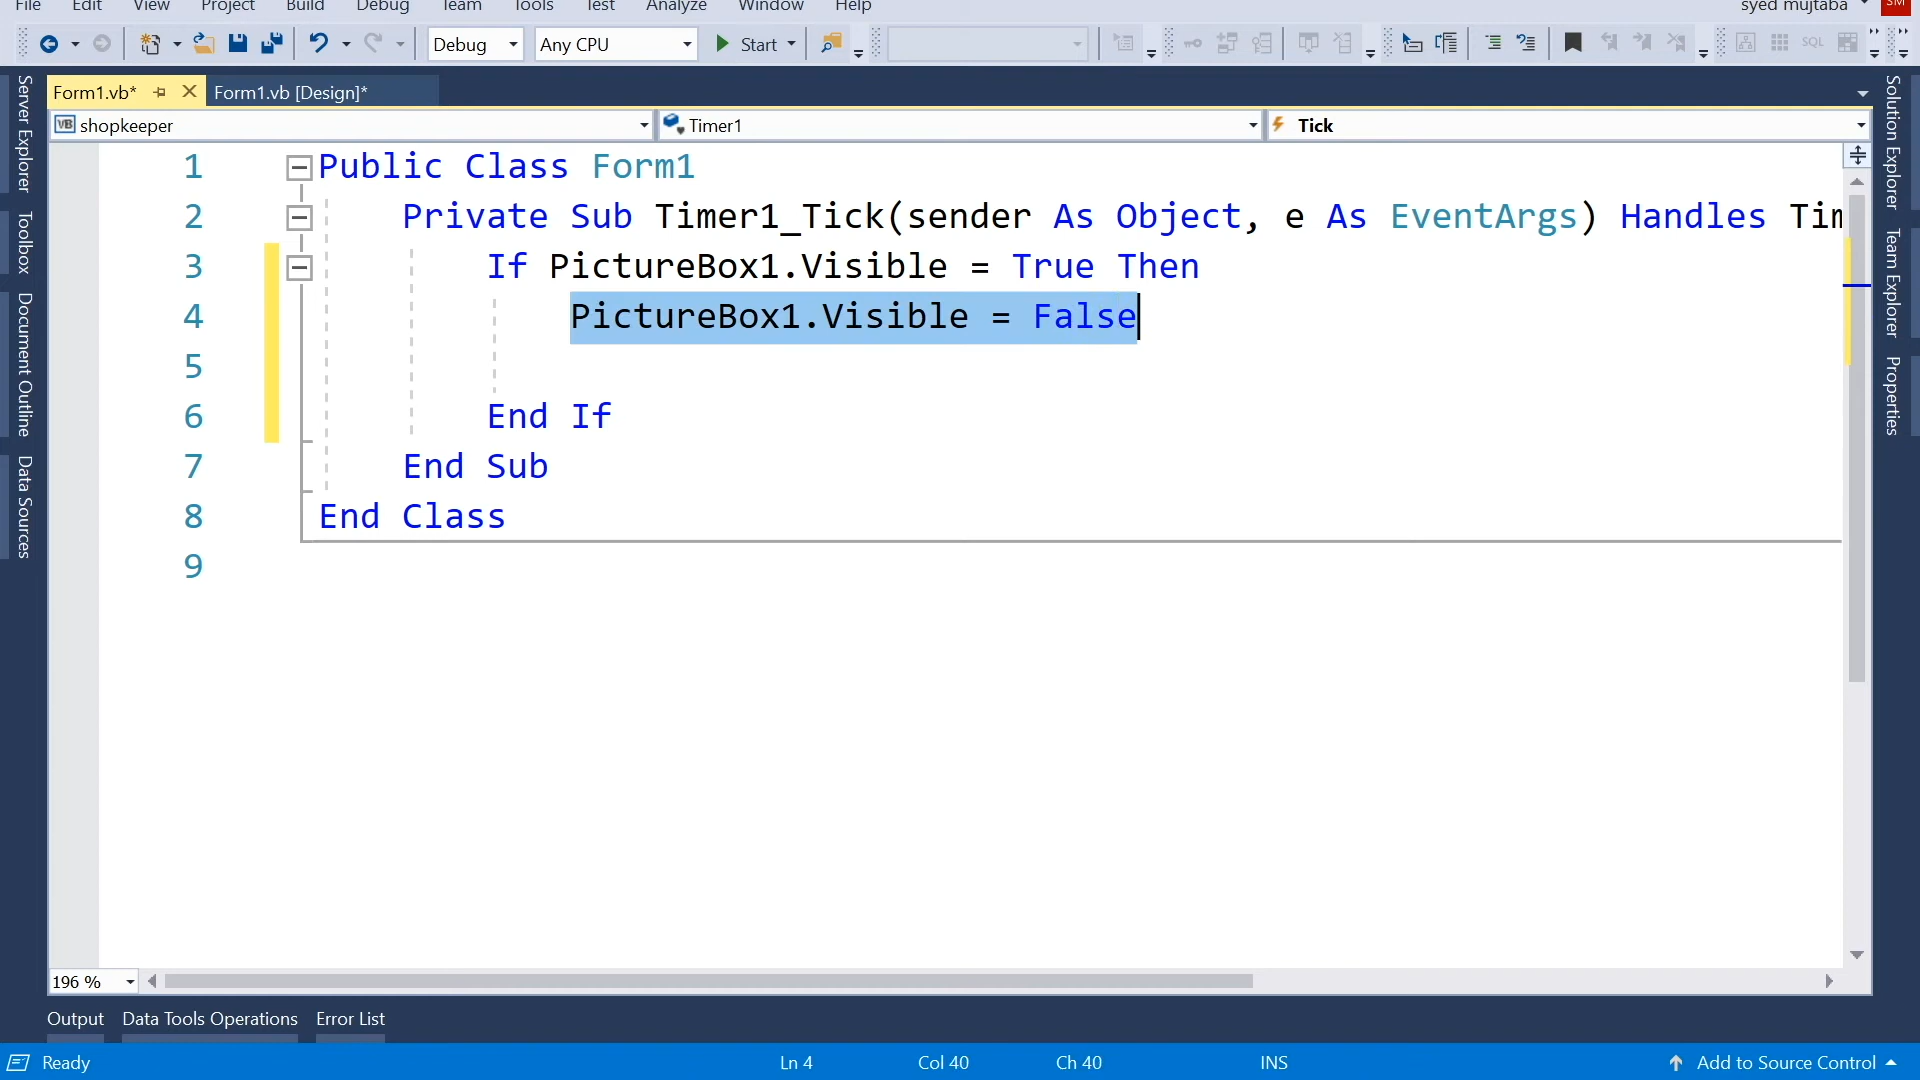 File Edit View Project Build Debug Team Tools Test Analyze Window Help syed mujtaba SM
Debug Any CPU Start SQL
Form1.vb* Form1.vb [Design]*
VB shopkeeper Timer1 Tick
1 Public Class Form1
2 Private Sub Timer1_Tick(sender As Object, e As EventArgs) Handles Tim
3 If PictureBox1.Visible = True Then
4 PictureBox1.Visible = False
5
6 End If
7 End Sub
8 End Class
9
196 %
Output Data Tools Operations Error List
Ready Ln 4 Col 40 Ch 40 INS Add to Source Control
Server Explorer
Toolbox
Document Outline
Data Sources
Solution Explorer
Team Explorer
Properties